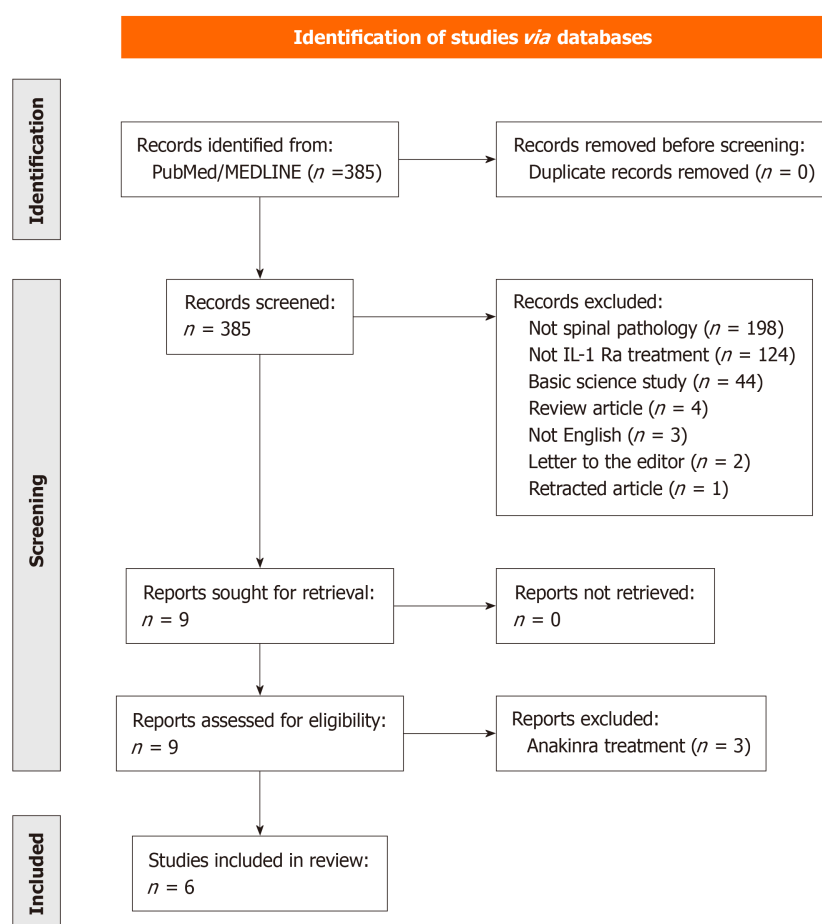 Identification of studies via databases
Identification
Records identified from:
PubMed/MEDLINE (n =385)
Records removed before screening:
Duplicate records removed (n = 0)
Screening
Records screened:
n = 385
Records excluded:
Not spinal pathology (n = 198)
Not IL-1 Ra treatment (n = 124)
Basic science study (n = 44)
Review article (n = 4)
Not English (n = 3)
Letter to the editor (n = 2)
Retracted article (n = 1)
Reports sought for retrieval:
n = 9
Reports not retrieved:
n = 0
Reports assessed for eligibility:
n = 9
Reports excluded:
Anakinra treatment (n = 3)
Included
Studies included in review:
n = 6